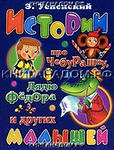 Э. Успенский
ИСТОРИИ
про Чебурашку,
Дядю
Фёдора
и других
МАЛЫШЕЙ